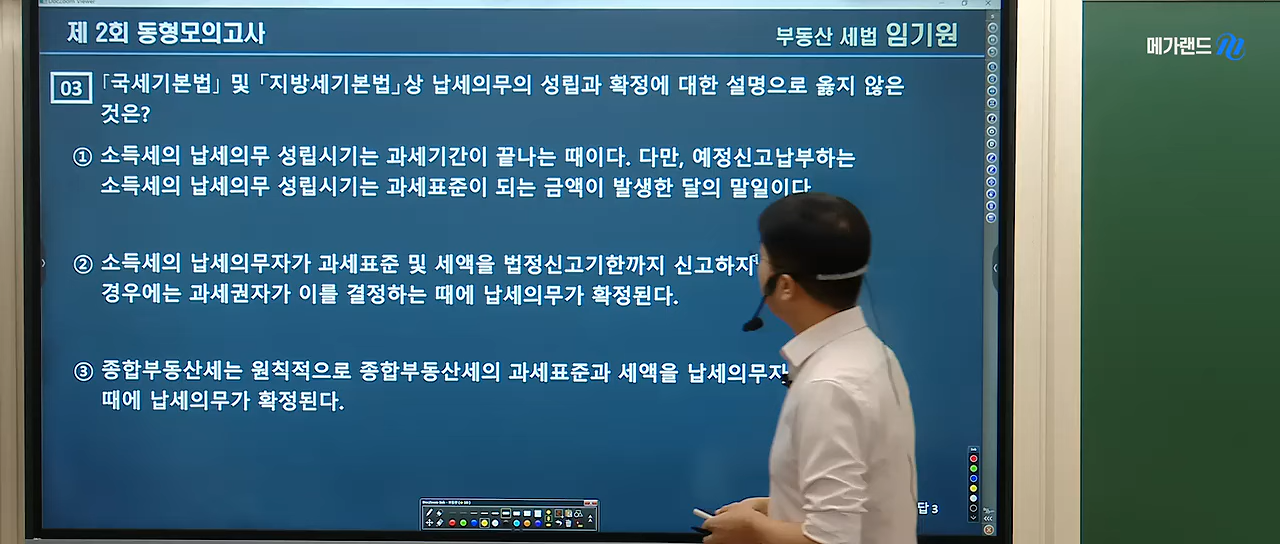 제 2회 동형모의고사
부동산 세법 임기원
메가랜드
03 「국세기본법」 및 「지방세기본법」상 납세의무의 성립과 확정에 대한 설명으로 옳지 않은
것은?
① 소득세의 납세의무 성립시기는 과세기간이 끝나는 때이다. 다만, 예정신고납부하는
소득세의 납세의무 성립시기는 과세표준이 되는 금액이 발생한 달의 말일이다
② 소득세의 납세의무자가 과세표준 및 세액을 법정신고기한까지 신고하지
경우에는 과세권자가 이를 결정하는 때에 납세의무가 확정된다.
③ 종합부동산세는 원칙적으로 종합부동산세의 과세표준과 세액을 납세의무자
때에 납세의무가 확정된다.
답 3